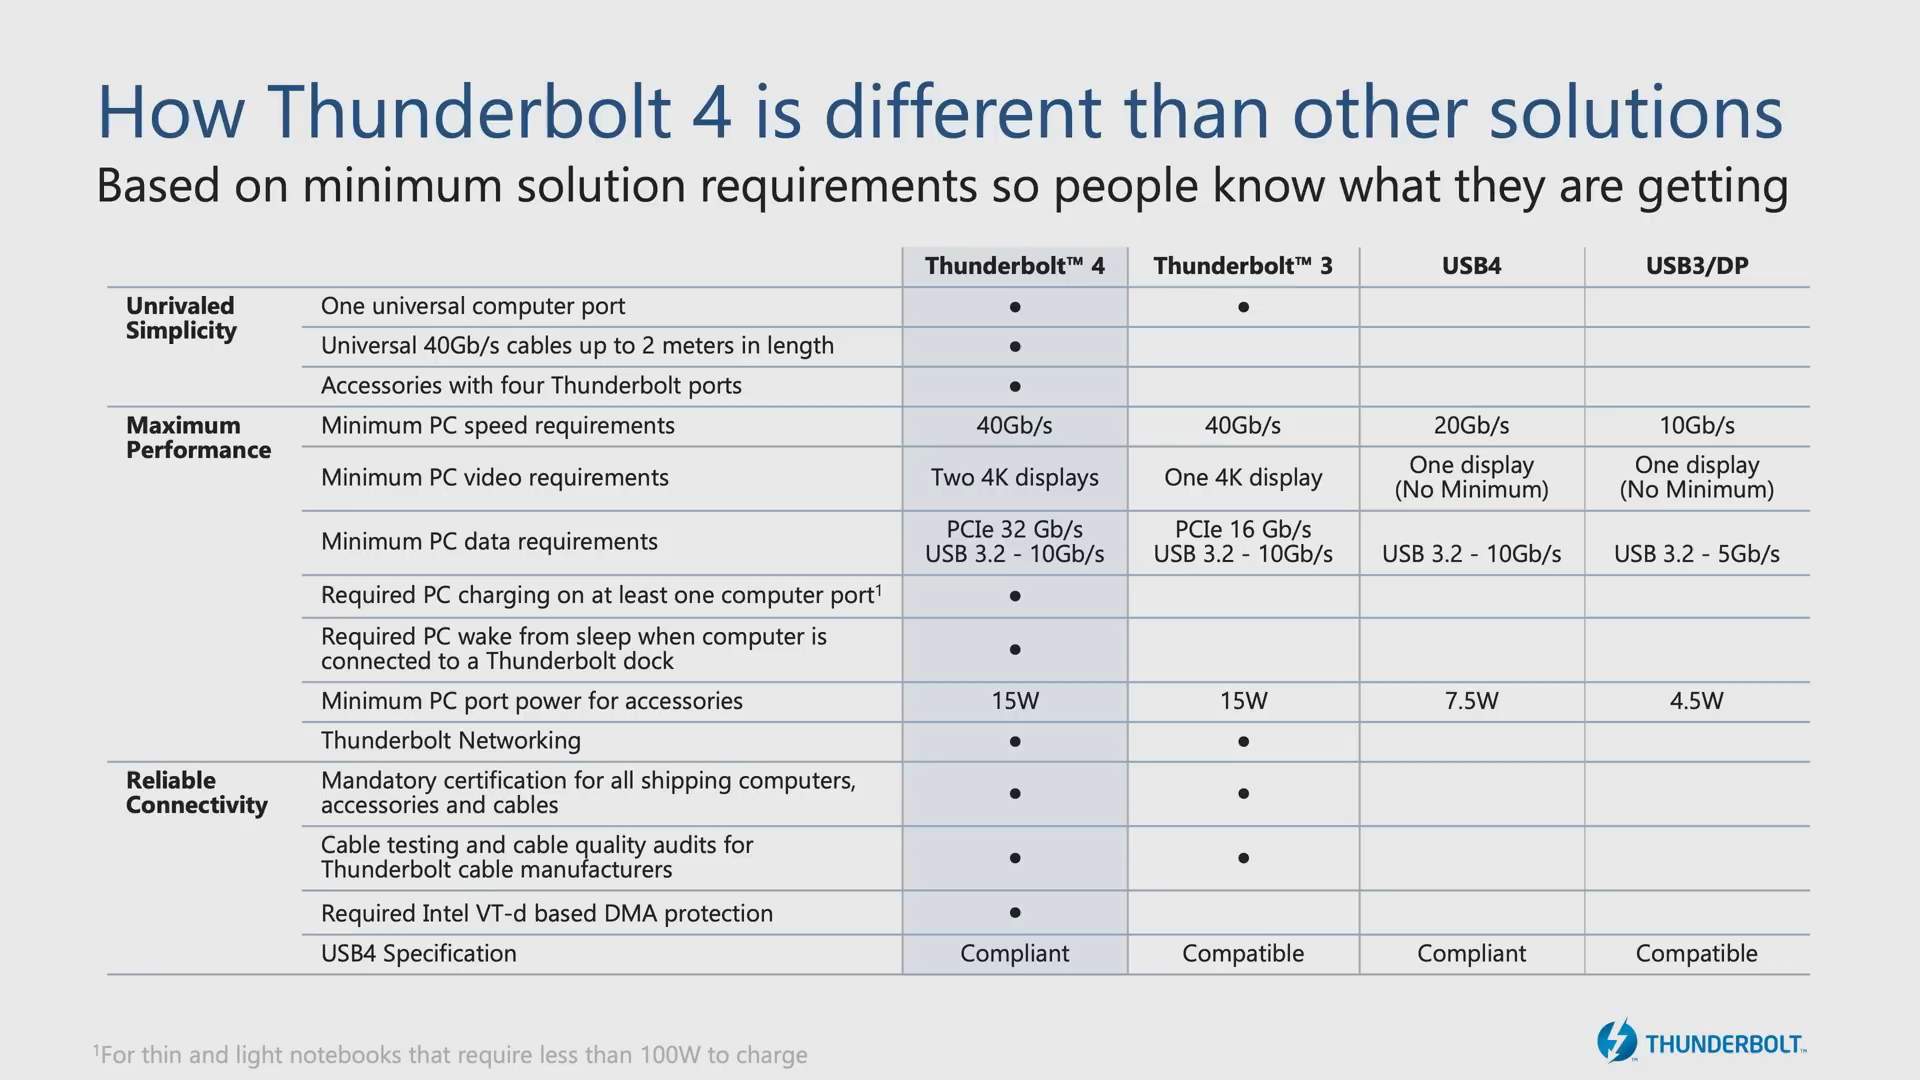 How Thunderbolt 4 is different than other solutions
Based on minimum solution requirements so people know what they are getting
Thunderbolt™ 4 Thunderbolt™ 3 USB4 USB3/DP
Unrivaled
Simplicity
One universal computer port • •
Universal 40Gb/s cables up to 2 meters in length •
Accessories with four Thunderbolt ports •
Maximum
Performance
Minimum PC speed requirements 40Gb/s 40Gb/s 20Gb/s 10Gb/s
Minimum PC video requirements Two 4K displays One 4K display One display One display
(No Minimum) (No Minimum)
Minimum PC data requirements PCIe 32 Gb/s PCIe 16 Gb/s
USB 3.2 - 10Gb/s USB 3.2 - 10Gb/s USB 3.2 - 10Gb/s USB 3.2 - 5Gb/s
Required PC charging on at least one computer port¹ •
Required PC wake from sleep when computer is
connected to a Thunderbolt dock •
Minimum PC port power for accessories 15W 15W 7.5W 4.5W
Thunderbolt Networking • •
Reliable
Connectivity
Mandatory certification for all shipping computers,
accessories and cables • •
Cable testing and cable quality audits for
Thunderbolt cable manufacturers • •
Required Intel VT-d based DMA protection •
USB4 Specification Compliant Compatible Compliant Compatible
¹For thin and light notebooks that require less than 100W to charge
THUNDERBOLT™